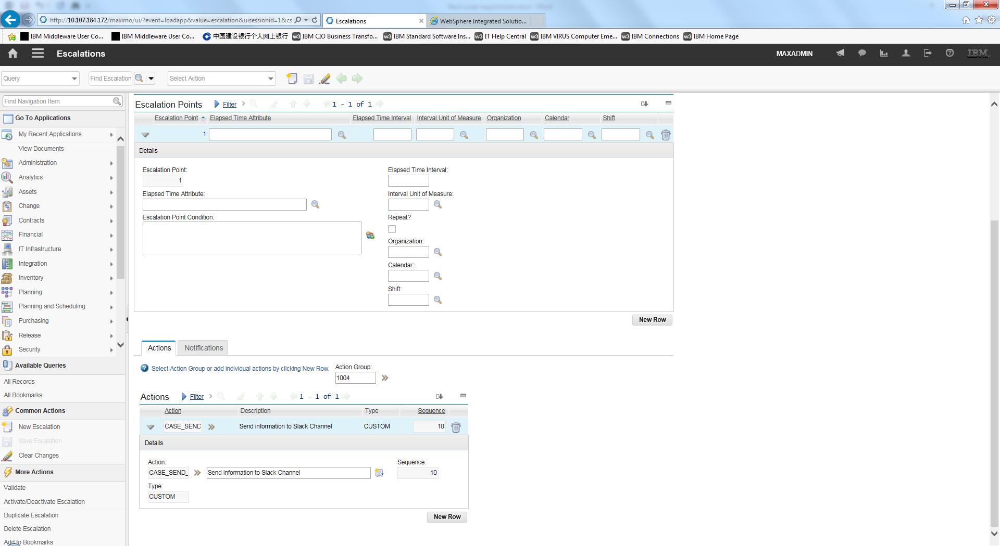 http://10.107.184.172/maximo/ui/?event=loadapp&value=escalation&uisessionid=1&cs
Escalations
WebSphere Integrated Solutio...
IBM Middleware User Co...
IBM Middleware User Co...
中国建设银行个人网上银行
w3 IBM CIO Business Transfo...
w3 IBM Standard Software Ins...
w3 IT Help Central
w3 IBM VIRUS Computer Eme...
w3 IBM Connections
w3 IBM Home Page
Escalations
MAXADMIN
IBM.
Query
Find Escalation
Select Action
Find Navigation Item
Go To Applications
My Recent Applications
View Documents
Administration
Analytics
Assets
Change
Contracts
Financial
IT Infrastructure
Integration
Inventory
Planning
Planning and Scheduling
Purchasing
Release
Security
Available Queries
All Records
All Bookmarks
Common Actions
New Escalation
Save Escalation
Clear Changes
More Actions
Validate
Activate/Deactivate Escalation
Duplicate Escalation
Delete Escalation
Add to Bookmarks
Escalation Points Filter 1 - 1 of 1
Escalation Point Elapsed Time Attribute Elapsed Time Interval Interval Unit of Measure Organization Calendar Shift
1
Details
Escalation Point:
1
Elapsed Time Attribute:
Escalation Point Condition:
Elapsed Time Interval:
Interval Unit of Measure:
Repeat?
Organization:
Calendar:
Shift:
New Row
Actions Notifications
Select Action Group or add individual actions by clicking New Row.
Action Group:
1004
Actions Filter 1 - 1 of 1
Action Description Type Sequence
CASE_SEND Send information to Slack Channel CUSTOM 10
Details
Action:
CASE_SEND_ Send information to Slack Channel
Sequence:
10
Type:
CUSTOM
New Row